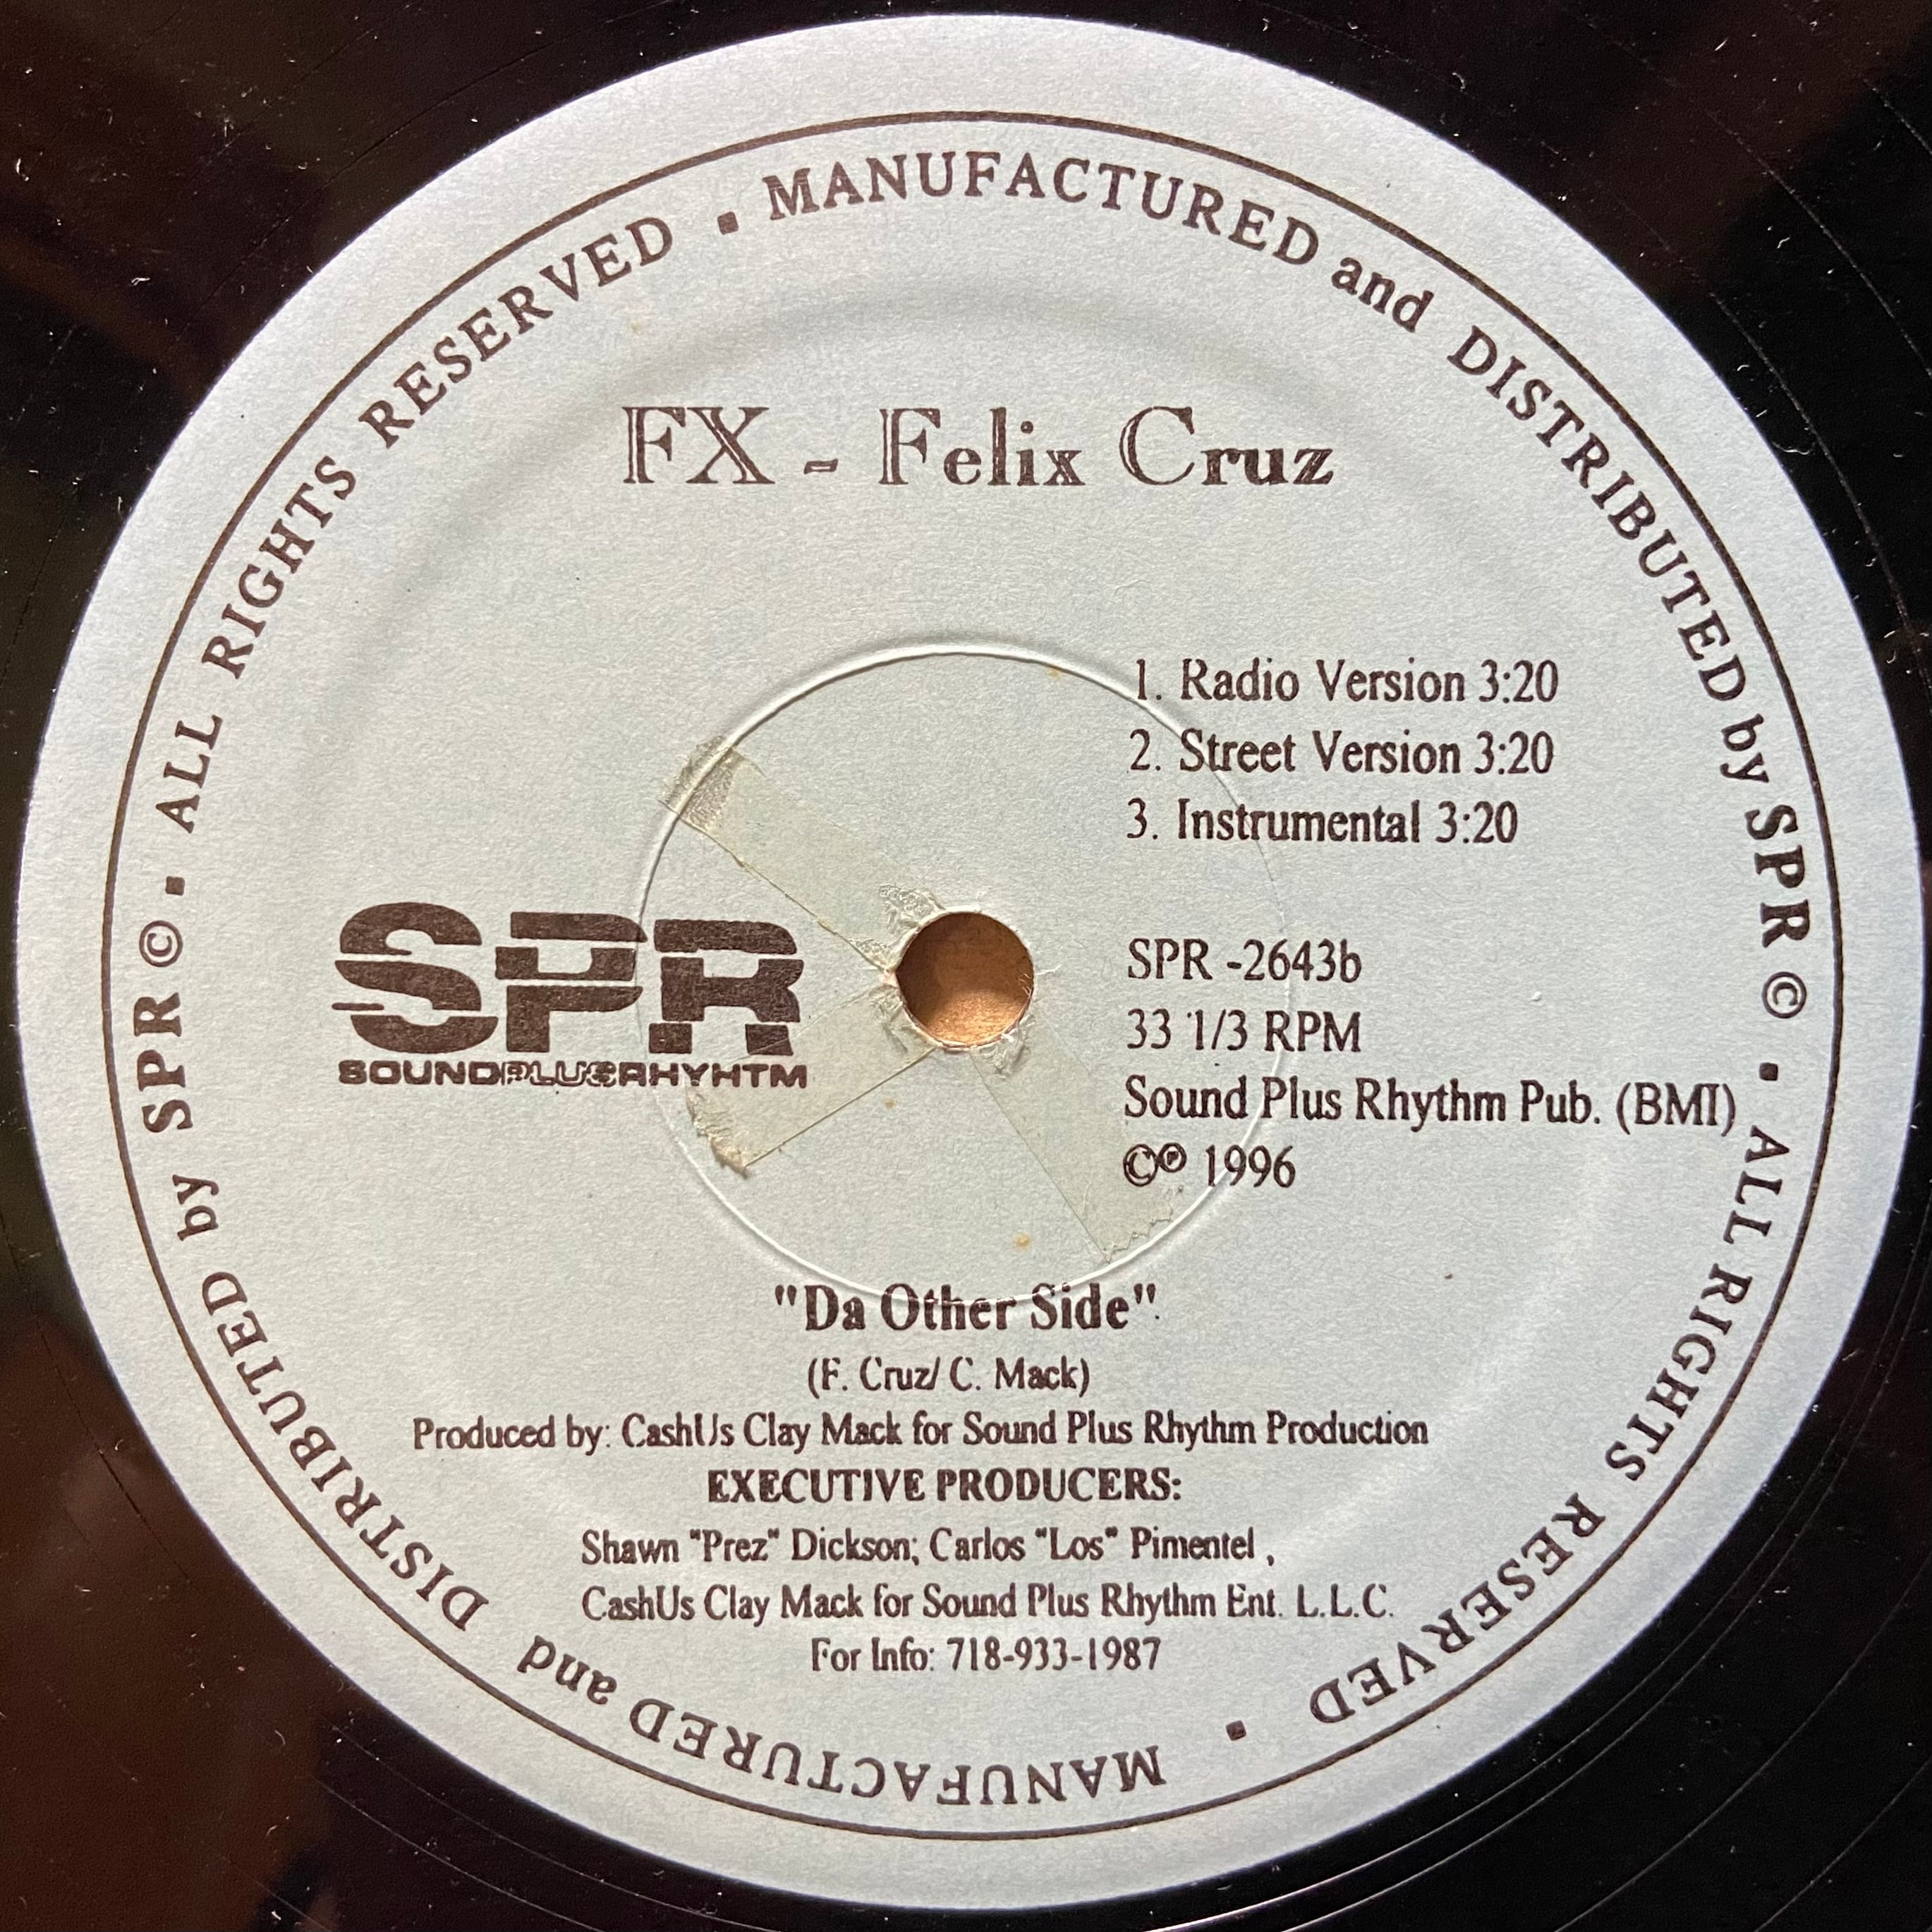 MANUFACTURED and DISTRIBUTED by SPR © ▪ ALL RIGHTS RESERVED ▪ MANUFACTURED and DISTRIBUTED by SPR © ▪ ALL RIGHTS RESERVED ▪
FX - Felix Cruz
1. Radio Version 3:20
2. Street Version 3:20
3. Instrumental 3:20
SPR
SOUNDPLUSRHYHTM
SPR -2643b
33 1/3 RPM
Sound Plus Rhythm Pub. (BMI)
©℗ 1996
"Da Other Side"
(F. Cruz/ C. Mack)
Produced by: CashUs Clay Mack for Sound Plus Rhythm Production
EXECUTIVE PRODUCERS:
Shawn "Prez" Dickson; Carlos "Los" Pimentel ,
CashUs Clay Mack for Sound Plus Rhythm Ent. L.L.C.
For Info: 718-933-1987